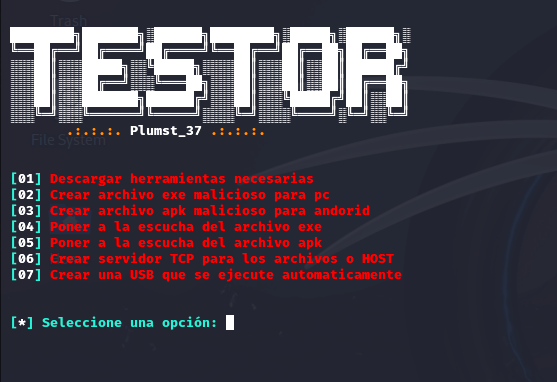 Trash
TESTOR
.:.:.:. Plumst_37 .:.:.:.
File System
[01] Descargar herramientas necesarias
[02] Crear archivo exe malicioso para pc
[03] Crear archivo apk malicioso para andorid
[04] Poner a la escucha del archivo exe
[05] Poner a la escucha del archivo apk
[06] Crear servidor TCP para los archivos o HOST
[07] Crear una USB que se ejecute automaticamente
[*] Seleccione una opción: